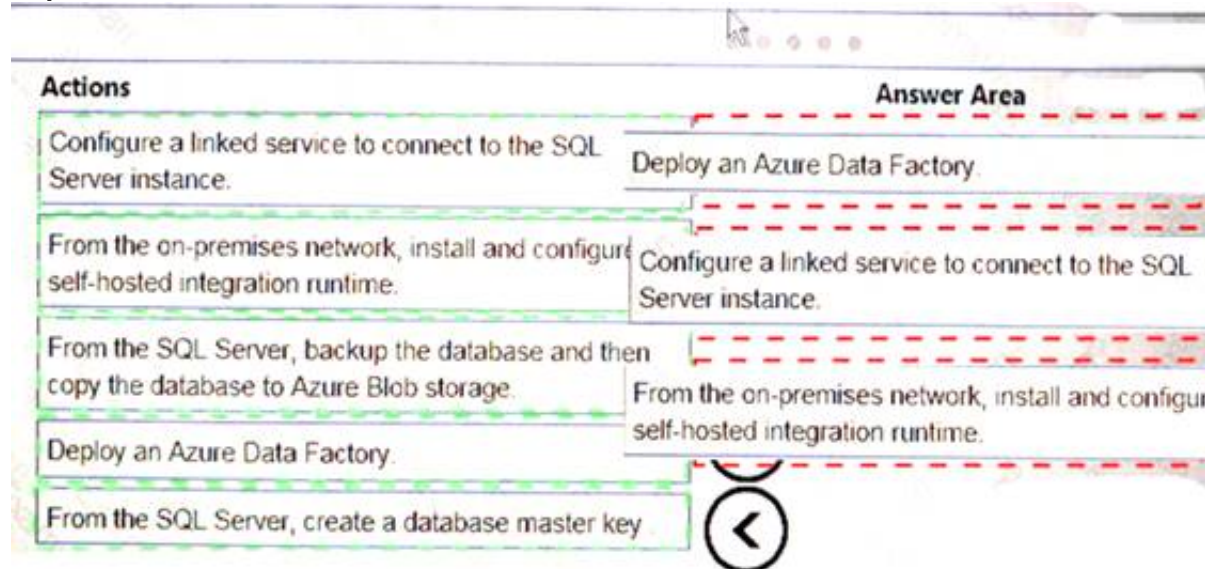 Actions
Configure a linked service to connect to the SQL
Server instance.
From the on-premises network, install and configure
self-hosted integration runtime.
From the SQL Server, backup the database and then
copy the database to Azure Blob storage.
Deploy an Azure Data Factory.
From the SQL Server, create a database master key
Answer Area
Deploy an Azure Data Factory.
Configure a linked service to connect to the SQL
Server instance.
From the on-premises network, install and configur
self-hosted integration runtime.